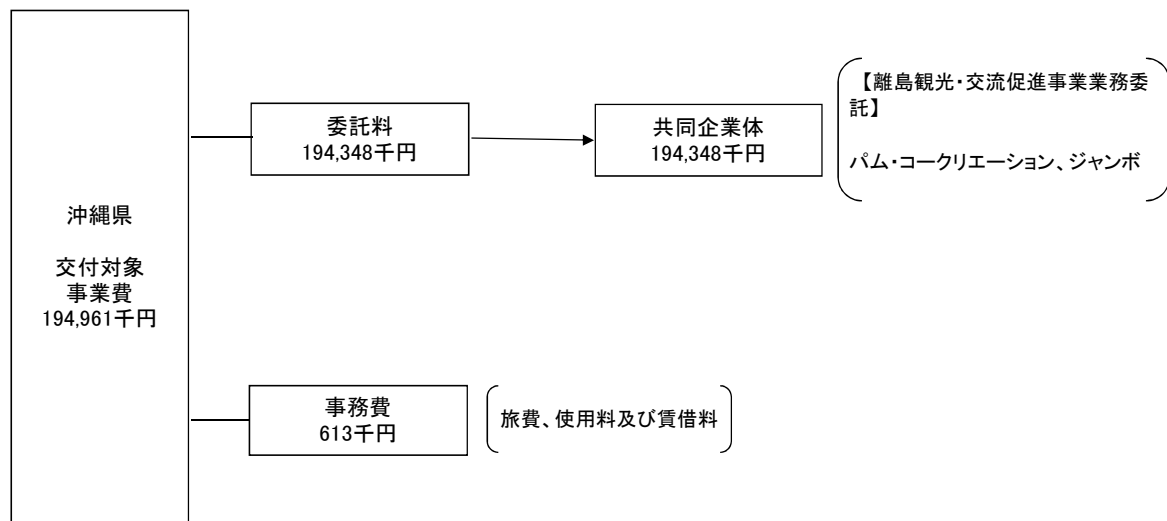 沖縄県
交付対象
事業費
194,961千円
委託料
194,348千円
共同企業体
194,348千円
【離島観光・交流促進事業業務委
託】
パム・コークリエーション、ジャンボ
事務費
613千円
旅費、使用料及び賃借料